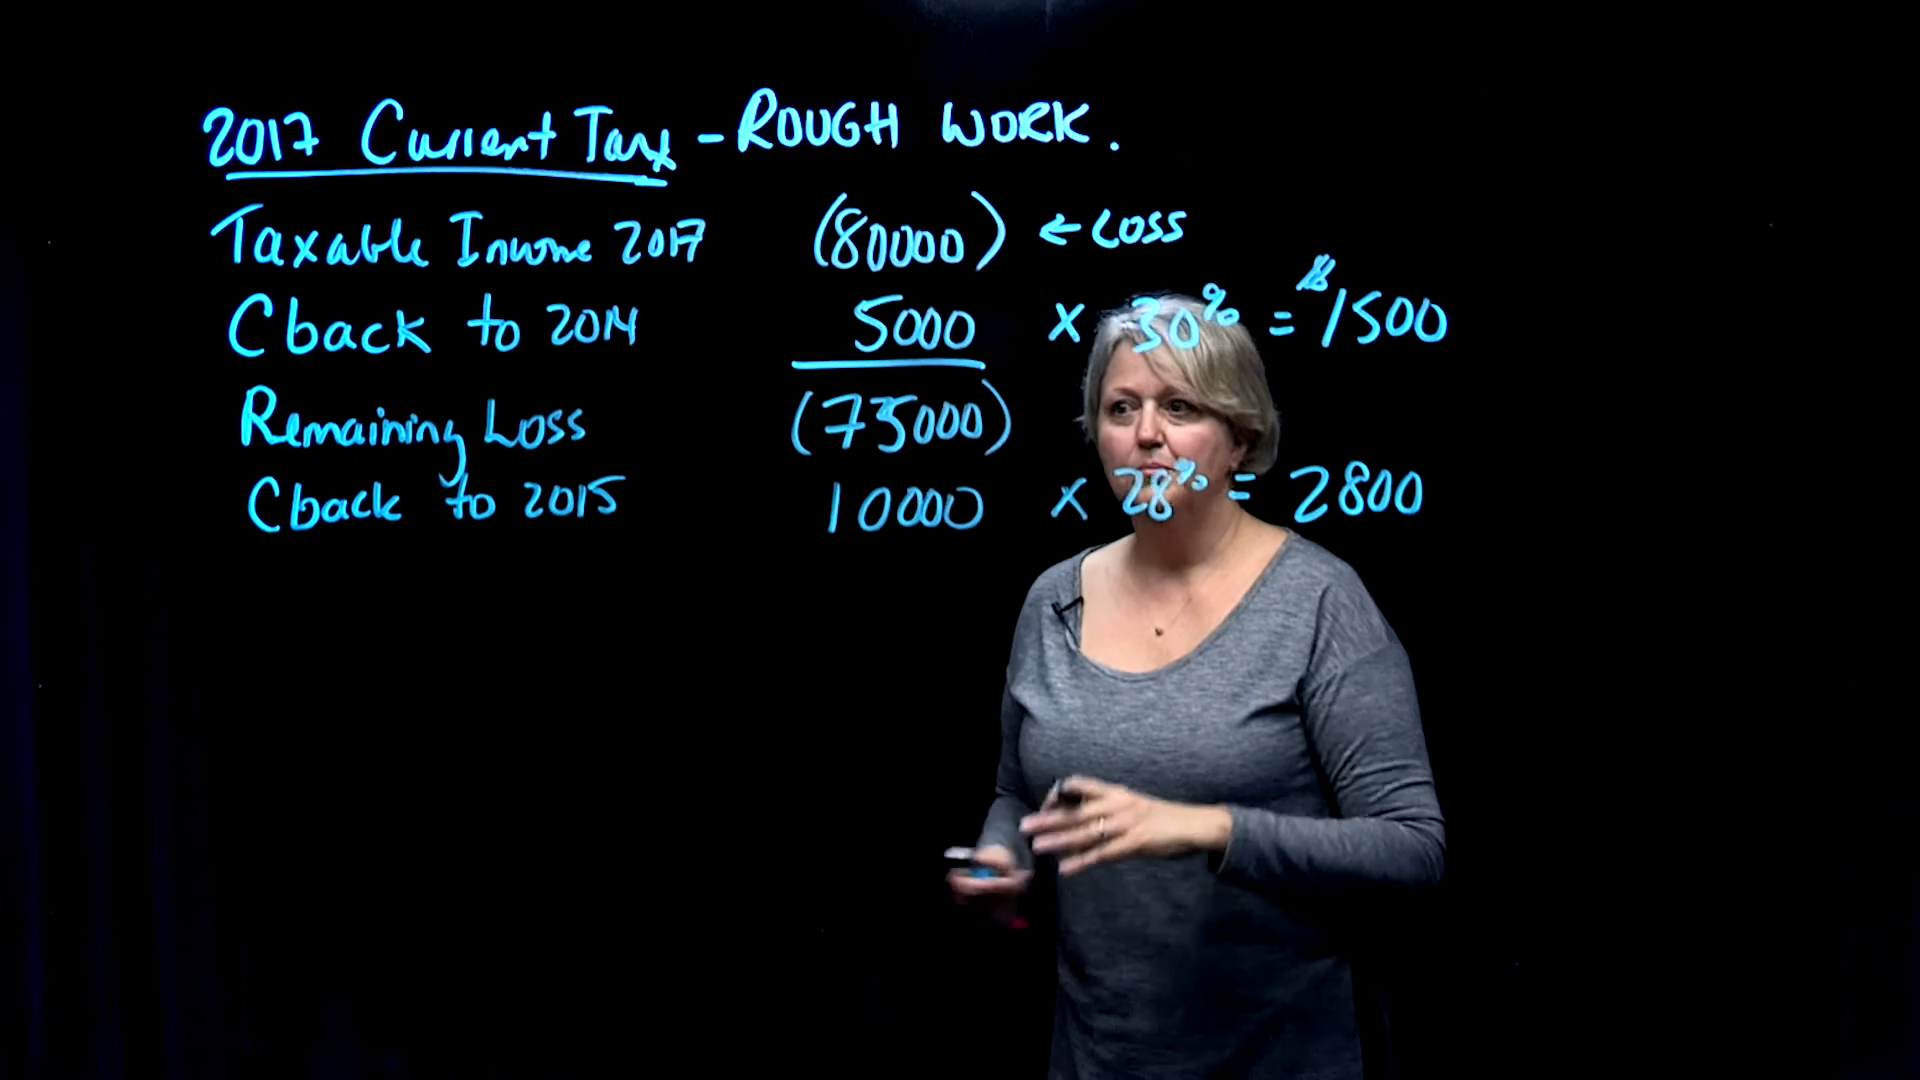 2017 Current Tax - ROUGH WORK.
Taxable Income 2017 (80000) ← LOSS
Cback to 2014 5000 x 30% = $1500
Remaining Loss (75000)
Cback to 2015 10000 x 28% = 2800